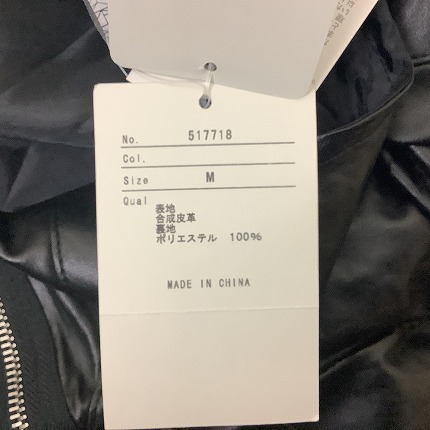 No. 517718
Col.
Size M
Qual
表地
合成皮革
裏地
ポリエステル 100%
MADE IN CHINA